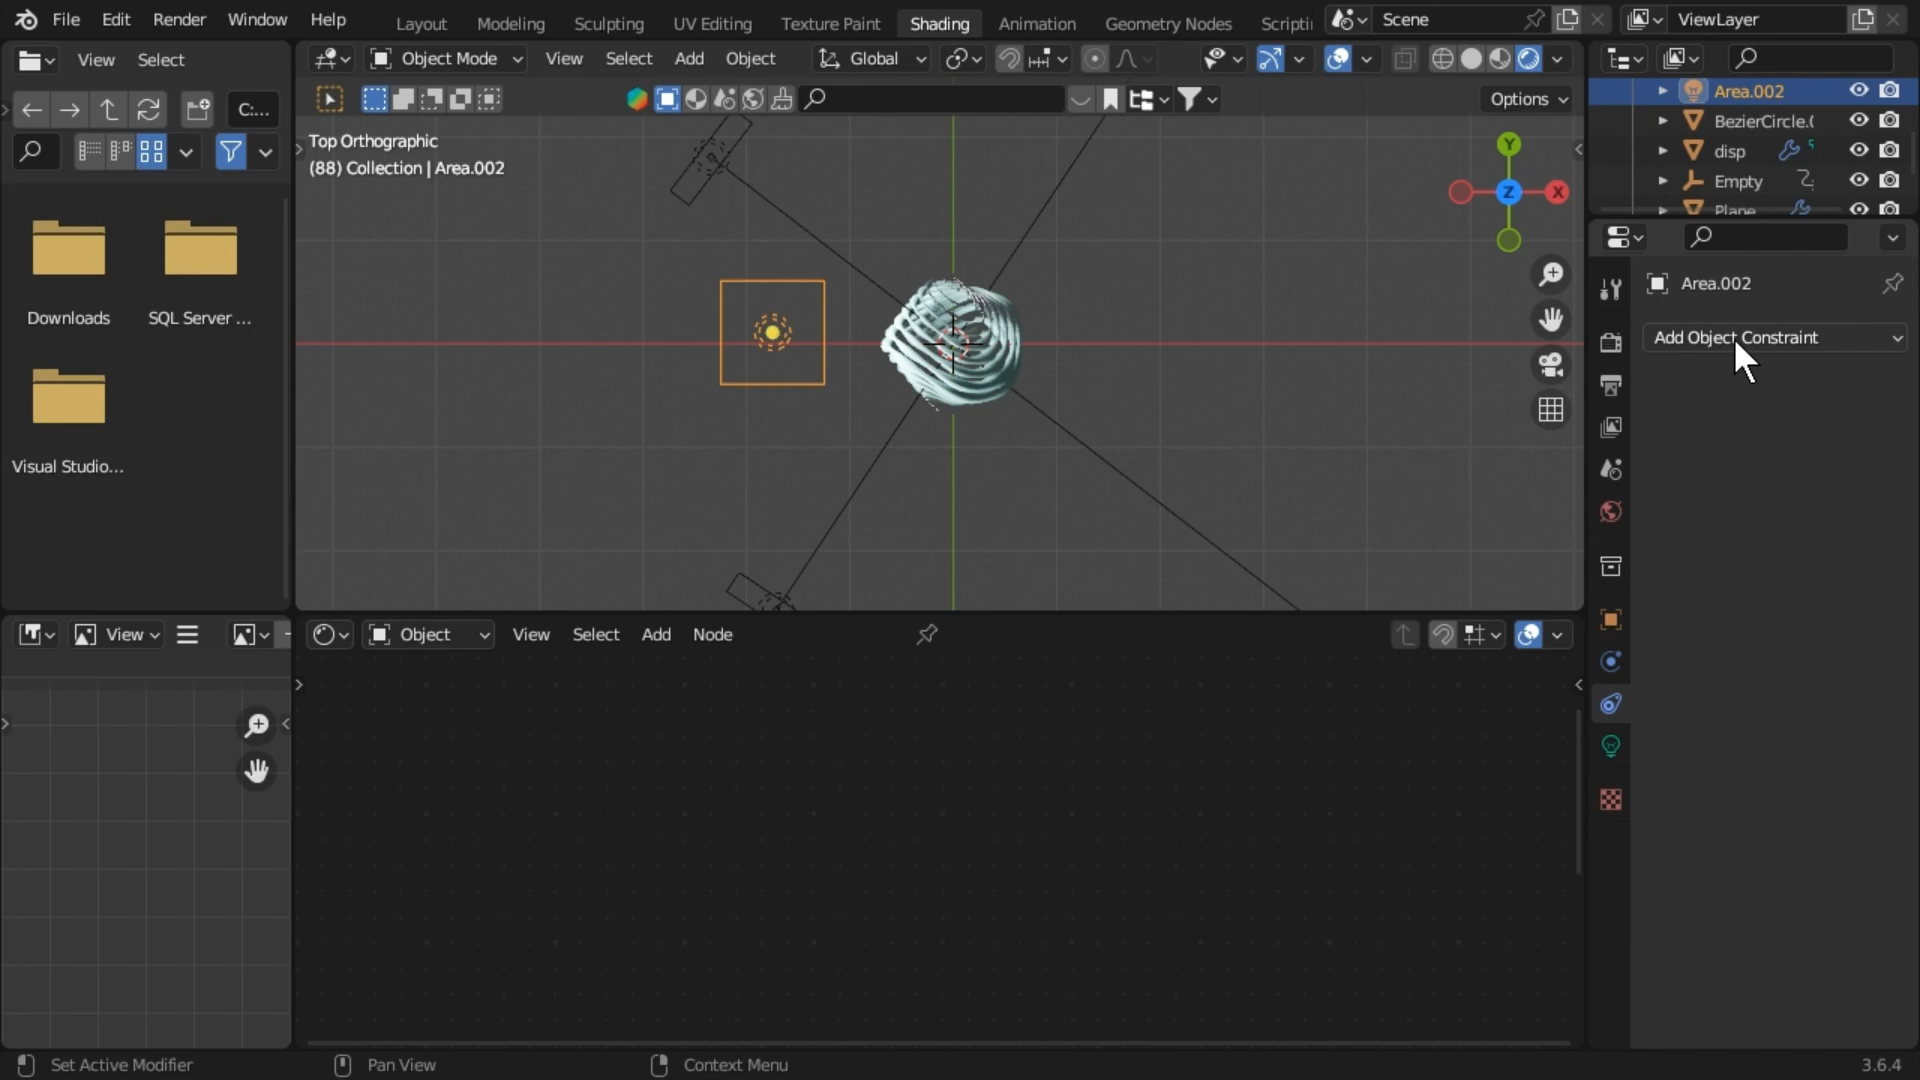 File Edit Render Window Help
Layout Modeling Sculpting UV Editing Texture Paint Shading Animation Geometry Nodes Scripti
Scene
ViewLayer
View Select
Object Mode View Select Add Object Global
C:...
Options
Top Orthographic
(88) Collection | Area.002
Y
Z
X
Downloads
SQL Server ...
Visual Studio...
Area.002
BezierCircle.(
disp
Empty
Plane
Area.002
Add Object Constraint
View
Object View Select Add Node
Set Active Modifier
Pan View
Context Menu
3.6.4